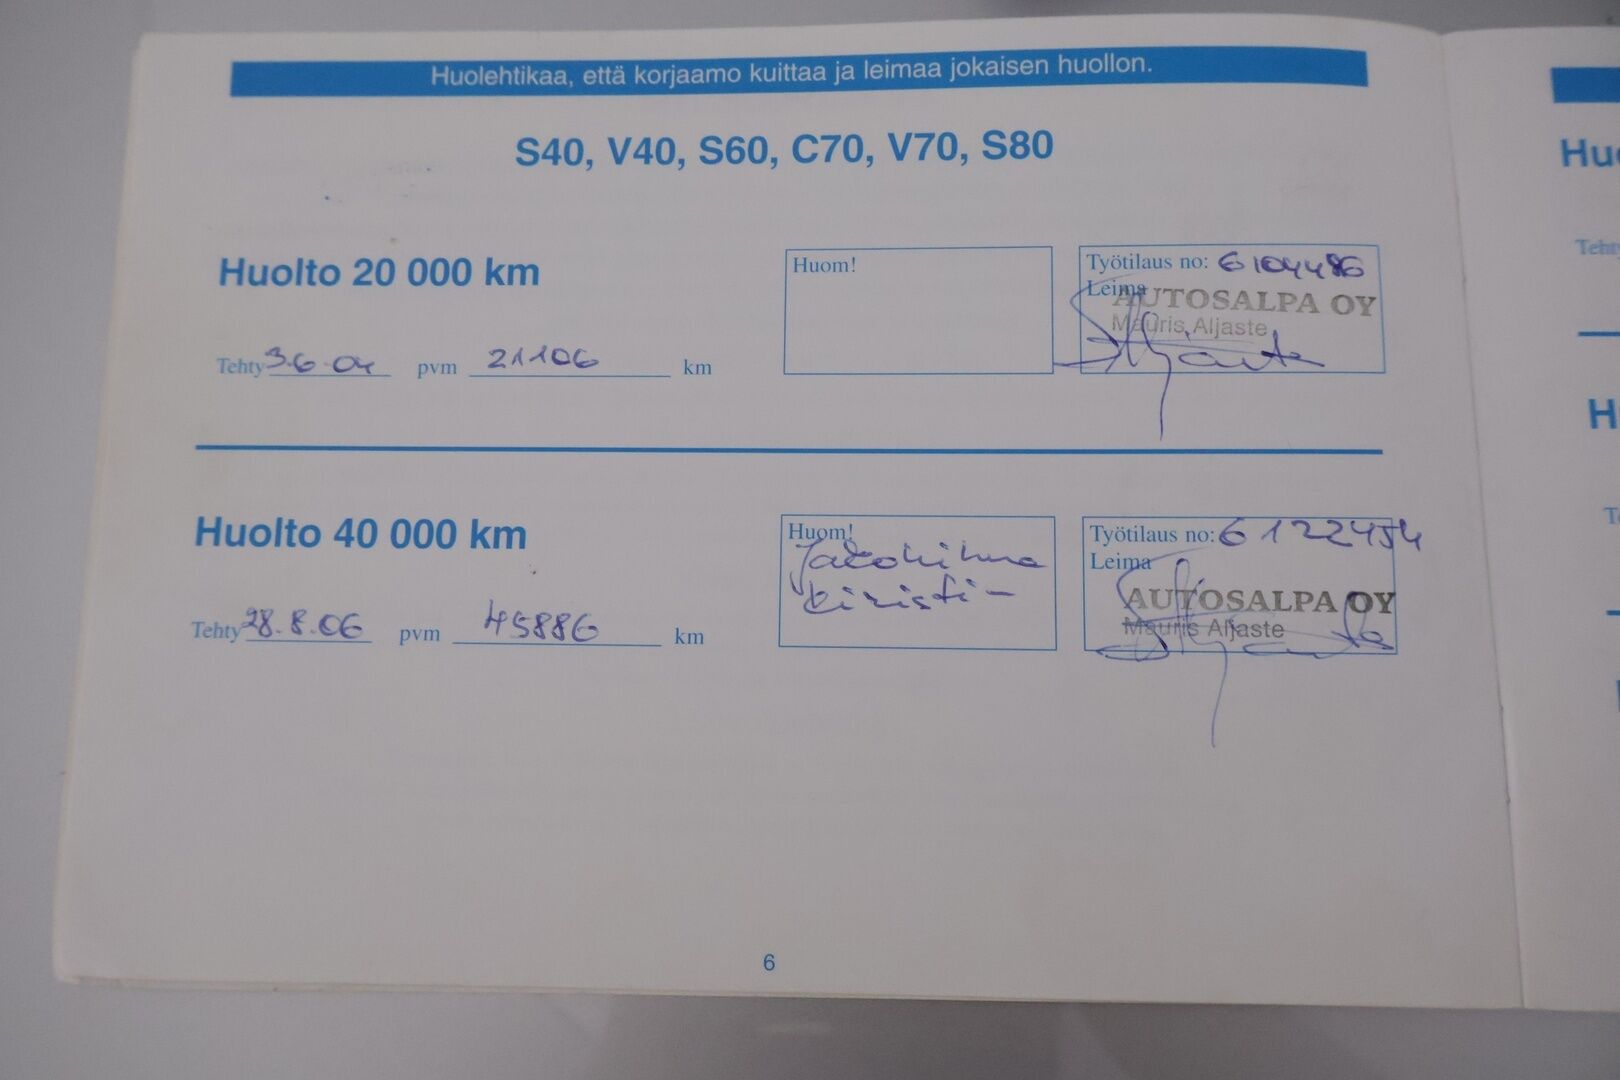 Huolehtikaa, että korjaamo kuittaa ja leimaa jokaisen huollon.
S40, V40, S60, C70, V70, S80
Huolto 20 000 km
Tehty 3.6.04 pvm 21106 km
Huom!
Työtilaus no: 6104486
Leima
AUTOSALPA OY
Mauris Aljaste
Huolto 40 000 km
Tehty 28.8.06 pvm 45886 km
Huom!
Jakohihna
kiristi-
Työtilaus no: 6122454
Leima
AUTOSALPA OY
Mauris Aljaste
6
Teht